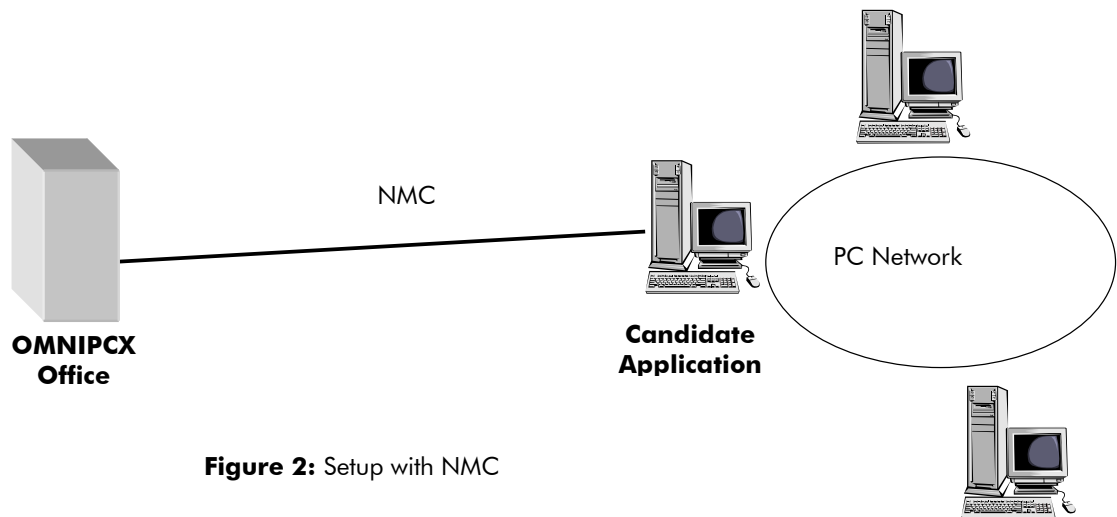 NMC
PC Network
OMNIPCX
Office
Candidate
Application
Figure 2: Setup with NMC